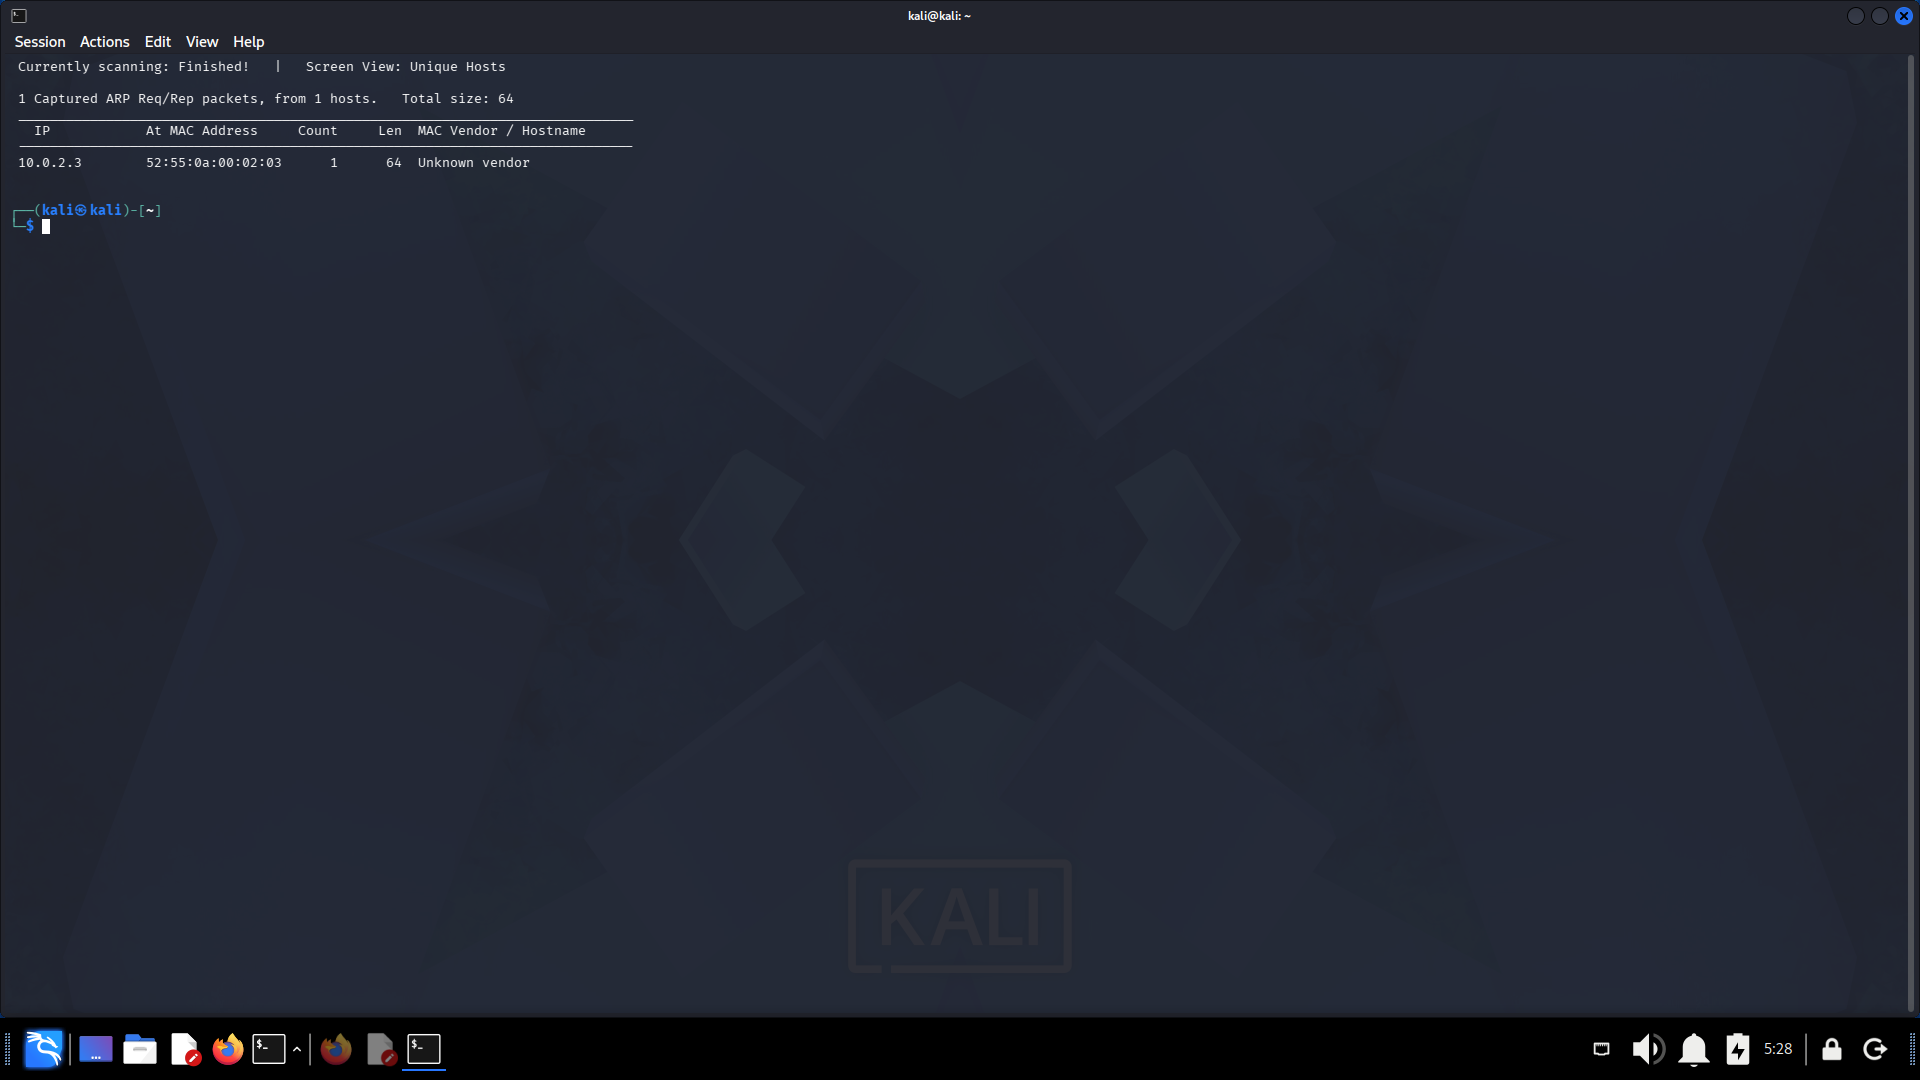 kali@kali: ~
Session Actions Edit View Help
Currently scanning: Finished! | Screen View: Unique Hosts
1 Captured ARP Req/Rep packets, from 1 hosts. Total size: 64
IP At MAC Address Count Len MAC Vendor / Hostname
10.0.2.3 52:55:0a:00:02:03 1 64 Unknown vendor
┌──(kali㉿kali)-[~]
└─$
KALI
5:28